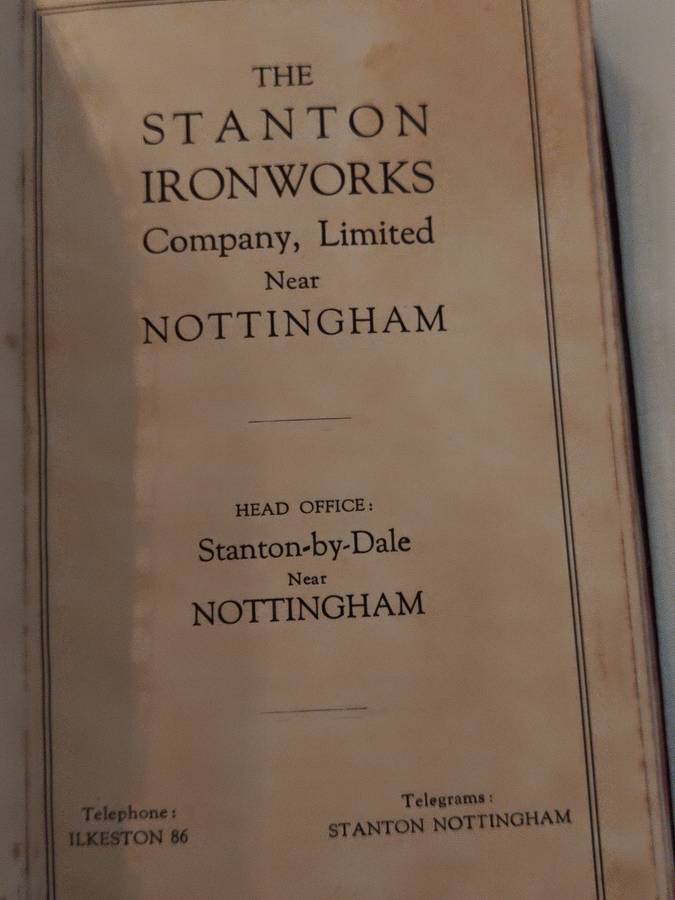 THE
STANTON
IRONWORKS
Company, Limited
Near
NOTTINGHAM
HEAD OFFICE:
Stanton-by-Dale
Near
NOTTINGHAM
Telephone:
ILKESTON 86
Telegrams:
STANTON NOTTINGHAM